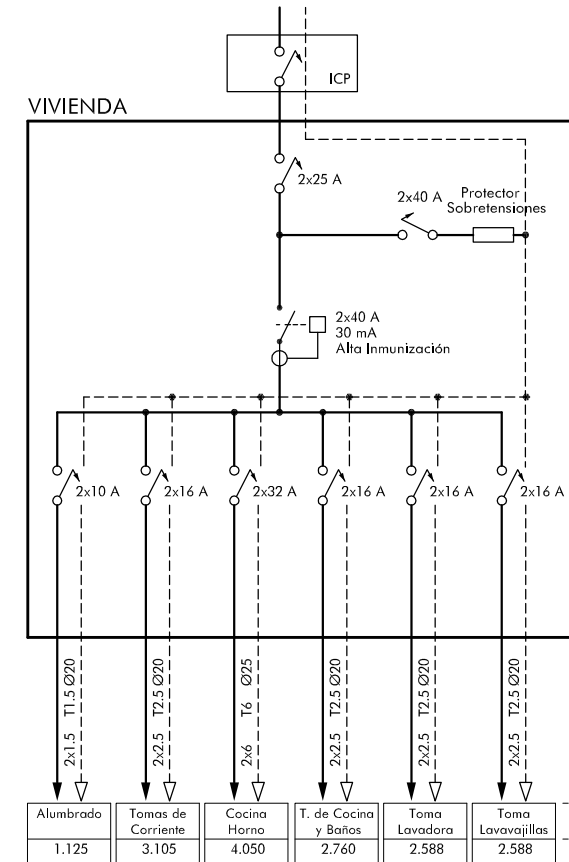 ICP
VIVIENDA
2x25 A
2x40 A
Protector
Sobretensiones
2x40 A
30 mA
Alta Inmunización
2x10 A
2x16 A
2x32 A
2x16 A
2x16 A
2x16 A
2x1.5 T1.5 Ø20
2x2.5 T2.5 Ø20
2x6 T6 Ø25
2x2.5 T2.5 Ø20
2x2.5 T2.5 Ø20
2x2.5 T2.5 Ø20
Alumbrado
1.125
Tomas de
Corriente
3.105
Cocina
Horno
4.050
T. de Cocina
y Baños
2.760
Toma
Lavadora
2.588
Toma
Lavavajillas
2.588